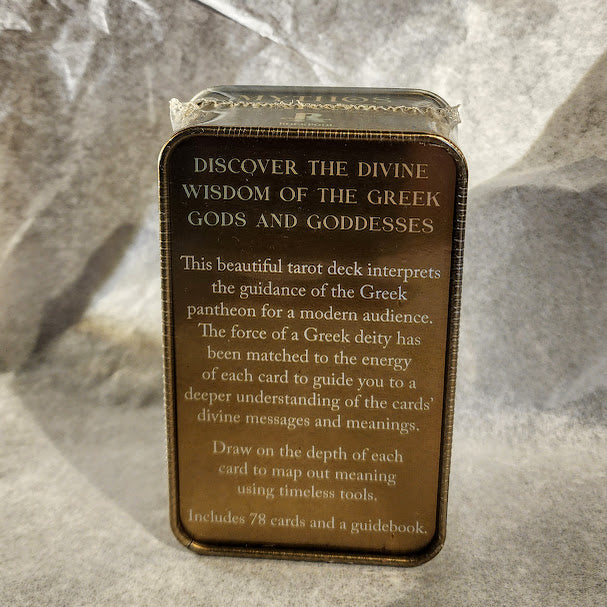 MYTHOS
R
ROCKPOOL
DISCOVER THE DIVINE
WISDOM OF THE GREEK
GODS AND GODDESSES
This beautiful tarot deck interprets
the guidance of the Greek
pantheon for a modern audience.
The force of a Greek deity has
been matched to the energy
of each card to guide you to a
deeper understanding of the cards’
divine messages and meanings.
Draw on the depth of each
card to map out meaning
using timeless tools.
Includes 78 cards and a guidebook.